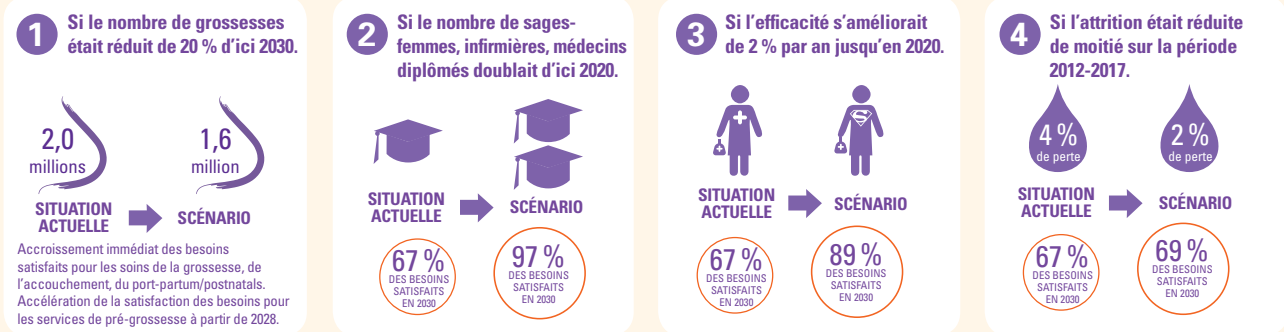 1
Si le nombre de grossesses
était réduit de 20 % d'ici 2030.
2,0
millions
1,6
million
SITUATION
ACTUELLE
SCÉNARIO
Accroissement immédiat des besoins
satisfaits pour les soins de la grossesse, de
l'accouchement, du port-partum/postnatals.
Accélération de la satisfaction des besoins pour
les services de pré-grossesse à partir de 2028.
2
Si le nombre de sages-
femmes, infirmières, médecins
diplômés doublait d'ici 2020.
SITUATION
ACTUELLE
SCÉNARIO
67 %
DES BESOINS
SATISFAITS
EN 2030
97 %
DES BESOINS
SATISFAITS
EN 2030
3
Si l'efficacité s'améliorait
de 2 % par an jusqu'en 2020.
S
SITUATION
ACTUELLE
SCÉNARIO
67 %
DES BESOINS
SATISFAITS
EN 2030
89 %
DES BESOINS
SATISFAITS
EN 2030
4
Si l'attrition était réduite
de moitié sur la période
2012-2017.
4 %
de perte
2 %
de perte
SITUATION
ACTUELLE
SCÉNARIO
67 %
DES BESOINS
SATISFAITS
EN 2030
69 %
DES BESOINS
SATISFAITS
EN 2030